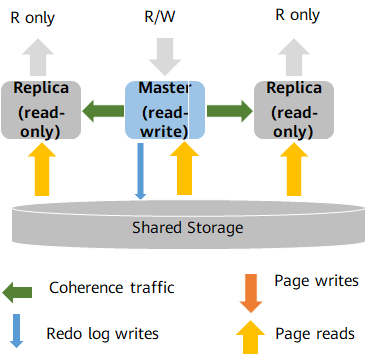 R only
R/W
R only
Replica
(read-
only)
Master
(read-
write)
Replica
(read-
only)
Shared Storage
Coherence traffic
Page writes
Redo log writes
Page reads